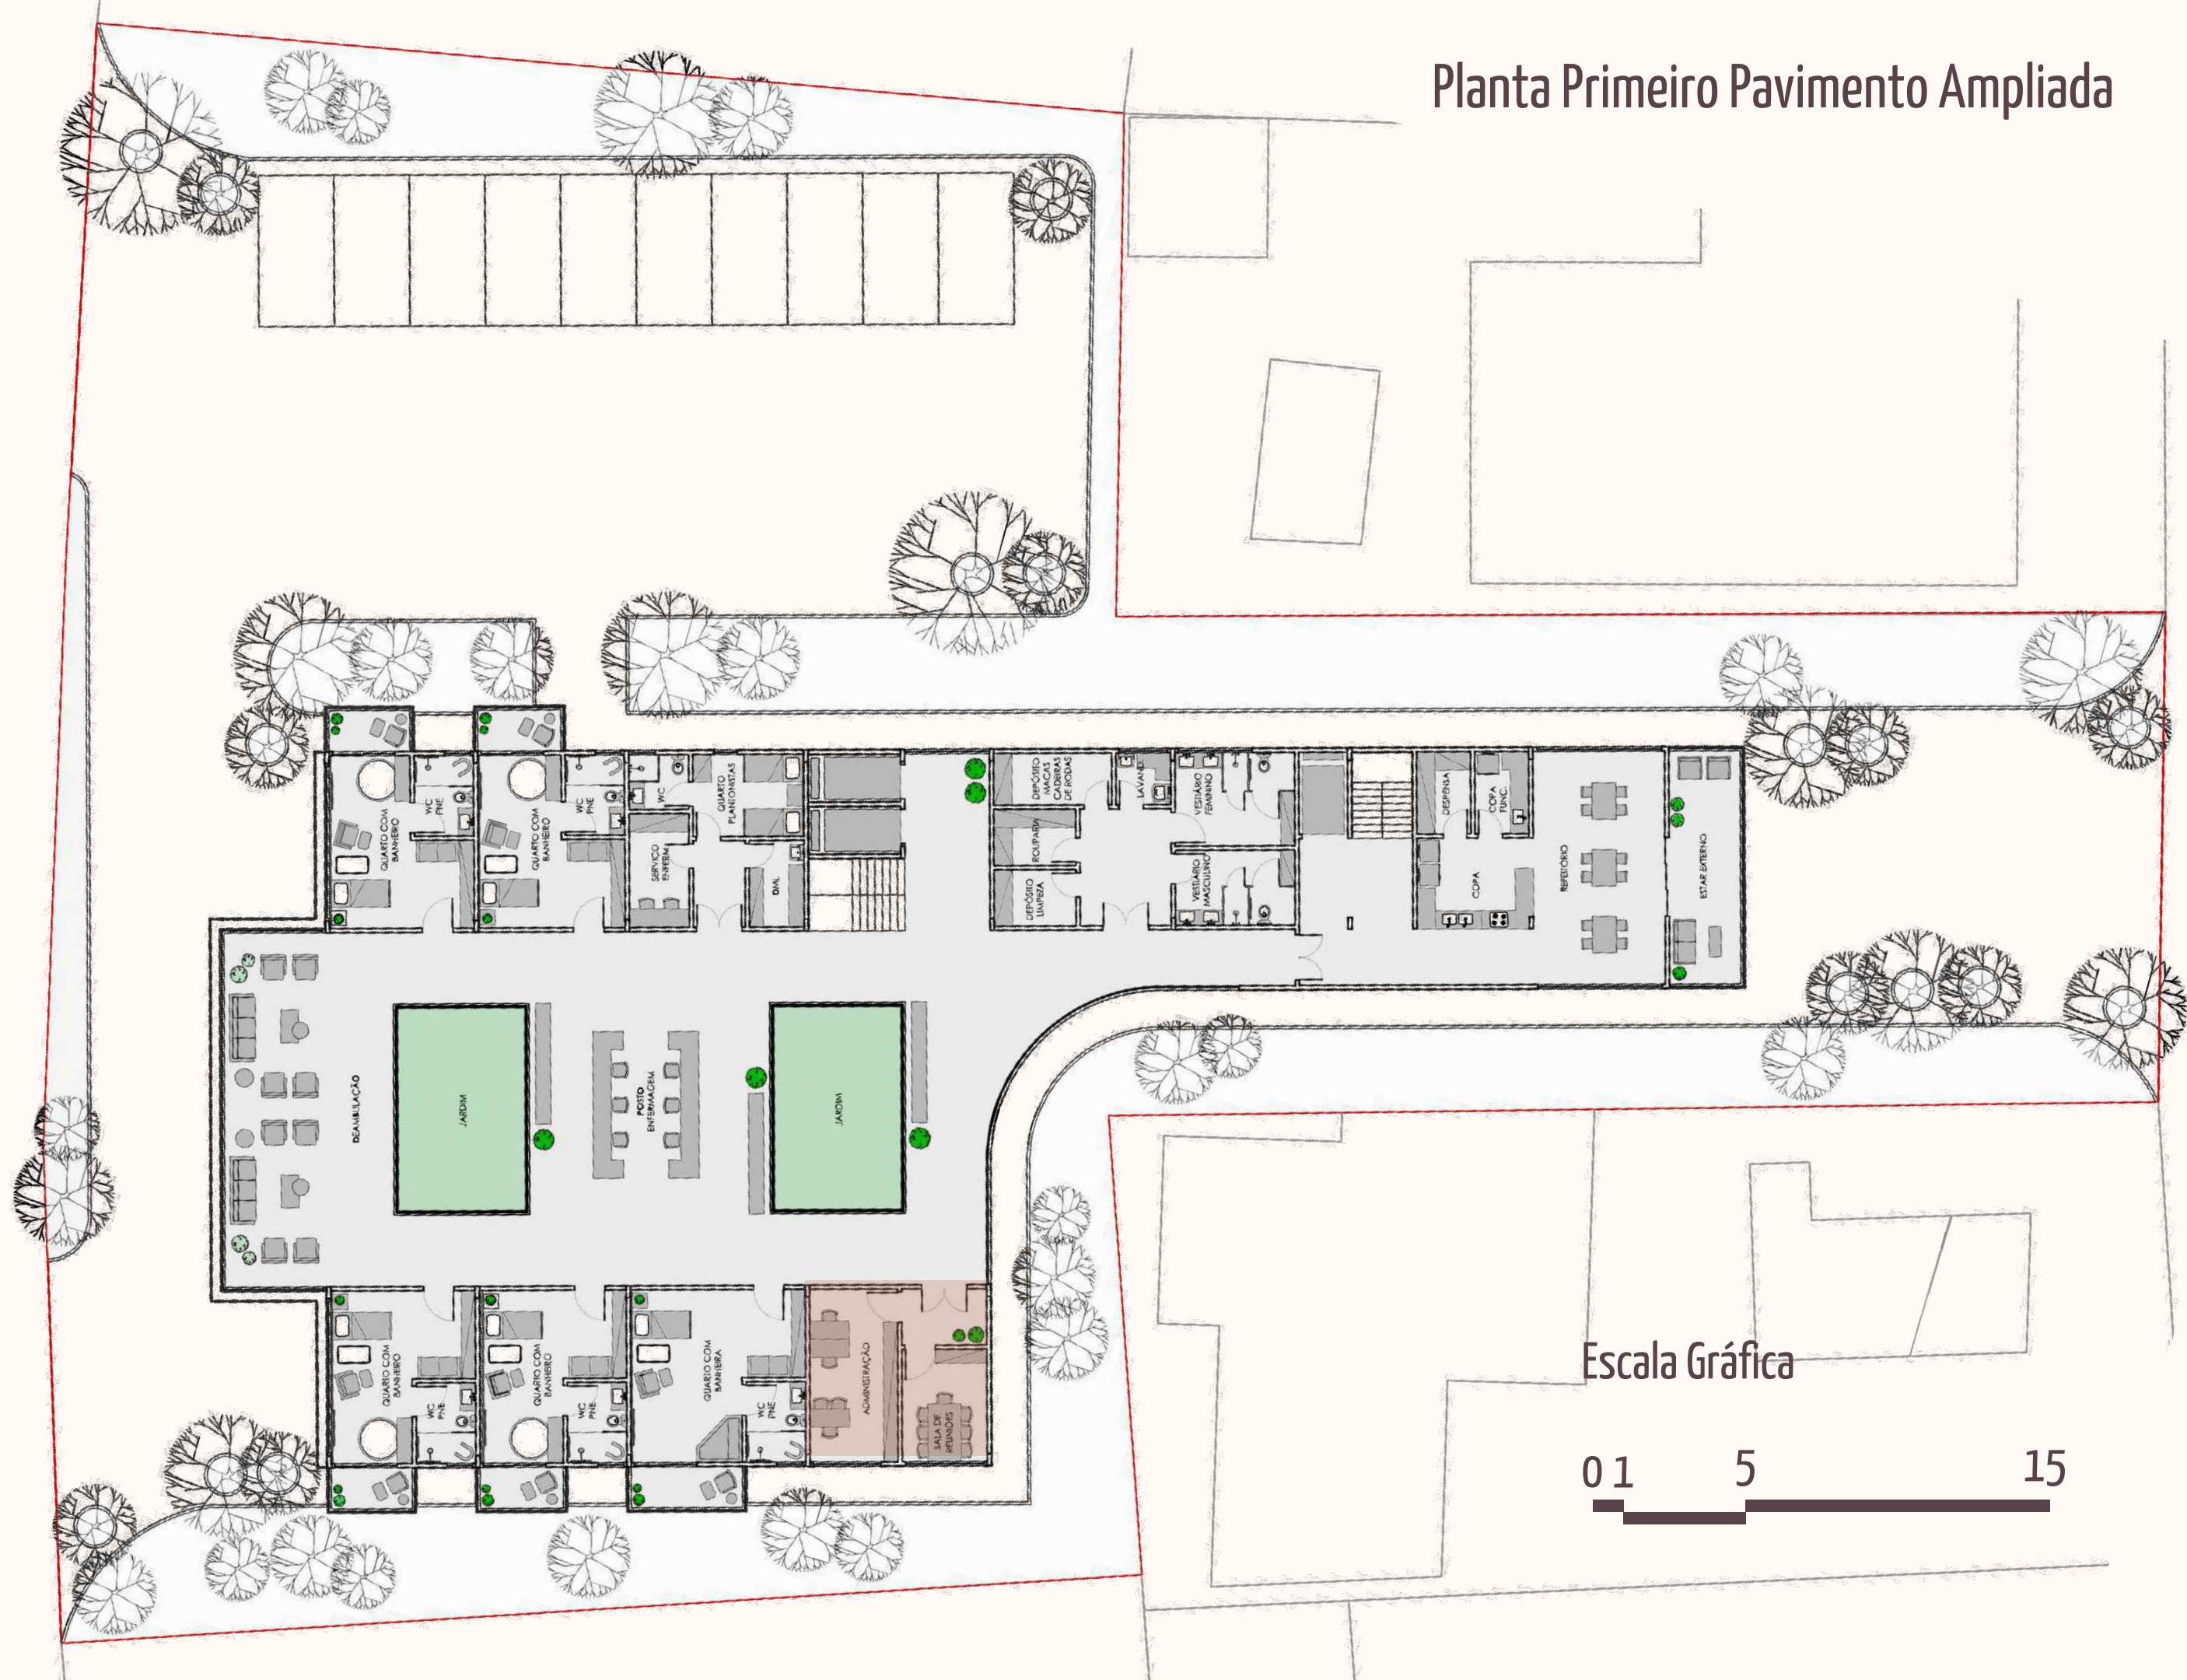 Planta Primeiro Pavimento Ampliada
QUARTO COM
BANHEIRO
WC
PNE
QUARTO COM
BANHEIRO
WC
PNE
WC
QUARTO
PLANTONISTAS
SERVIÇO
ENFERM.
DML
DEPÓSITO
MACAS
CADEIRAS
DE RODAS
ROUPARIA
DEPÓSITO
LIMPEZA
LAVAND.
VESTIÁRIO
FEMININO
VESTIÁRIO
MASCULINO
DESPENSA
COPA
FUNC.
COPA
REFEITÓRIO
ESTAR EXTERNO
DEAMBULAÇÃO
JARDIM
POSTO
ENFERMAGEM
JARDIM
QUARTO COM
BANHEIRO
WC
PNE
QUARTO COM
BANHEIRO
WC
PNE
QUARTO COM
BANHEIRA
WC
PNE
ADMINISTRAÇÃO
SALA DE
REUNIÕES
Escala Gráfica
0 1 5 15